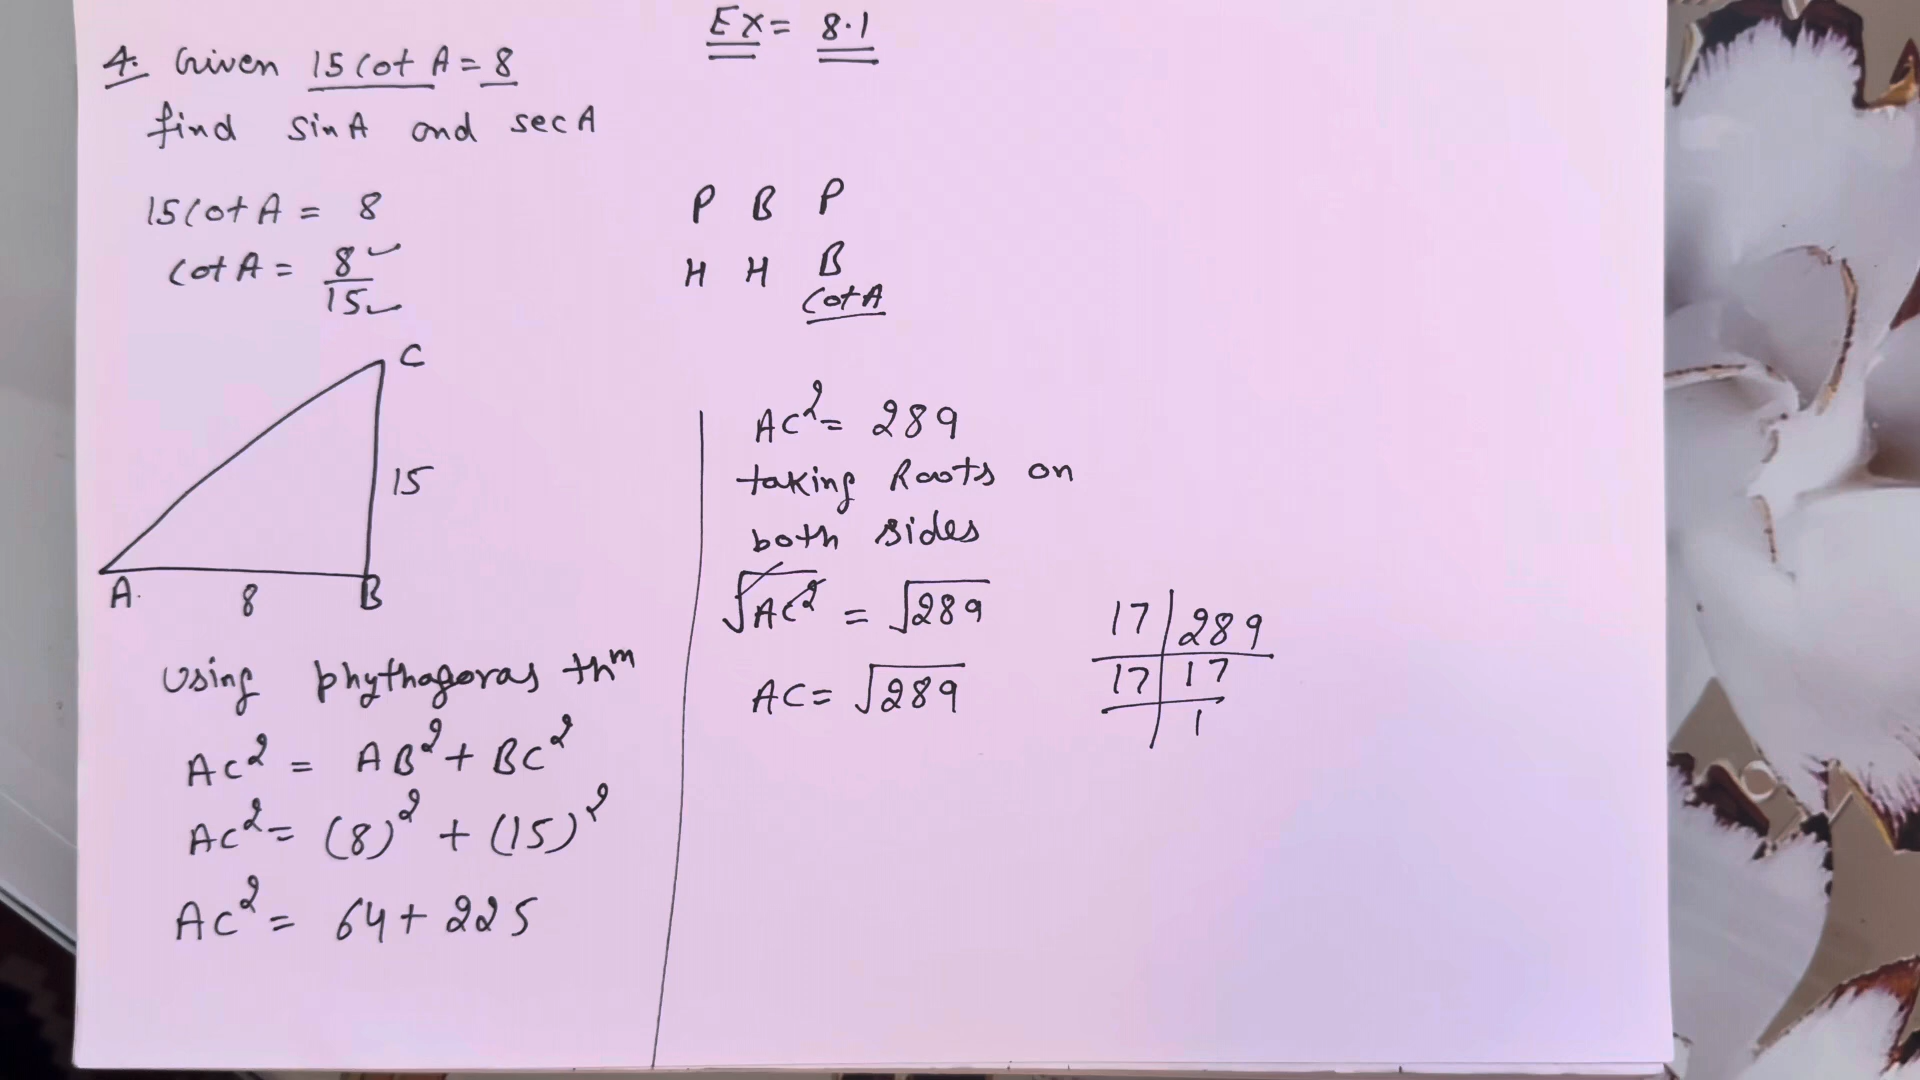 Ex = 8.1
4. Given 15 cot A = 8
find sin A and sec A
15 cot A = 8
cot A = 8/15
P B P
H H B
cot A
C
15
A. 8 B
Using phythagoras thm
AC² = AB² + BC²
AC² = (8)² + (15)²
AC² = 64 + 225
AC² = 289
taking Roots on
both sides
√AC² = √289
AC = √289
17 | 289
17 | 17
| 1